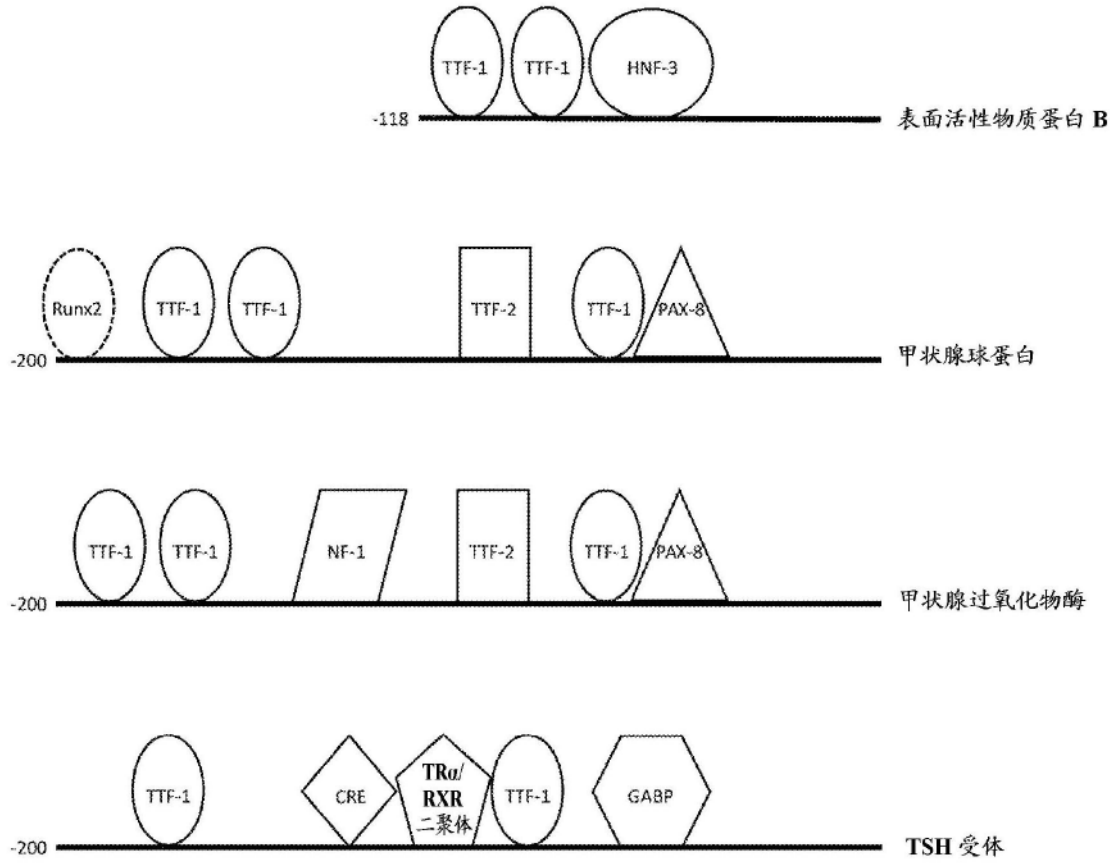 TTF-1 TTF-1 HNF-3
-118 表面活性物质蛋白 B
Runx2 TTF-1 TTF-1 TTF-2 TTF-1 PAX-8
-200 甲状腺球蛋白
TTF-1 TTF-1 NF-1 TTF-2 TTF-1 PAX-8
-200 甲状腺过氧化物酶
TTF-1 CRE TRα/
RXR
二聚体 TTF-1 GABP
-200 TSH 受体